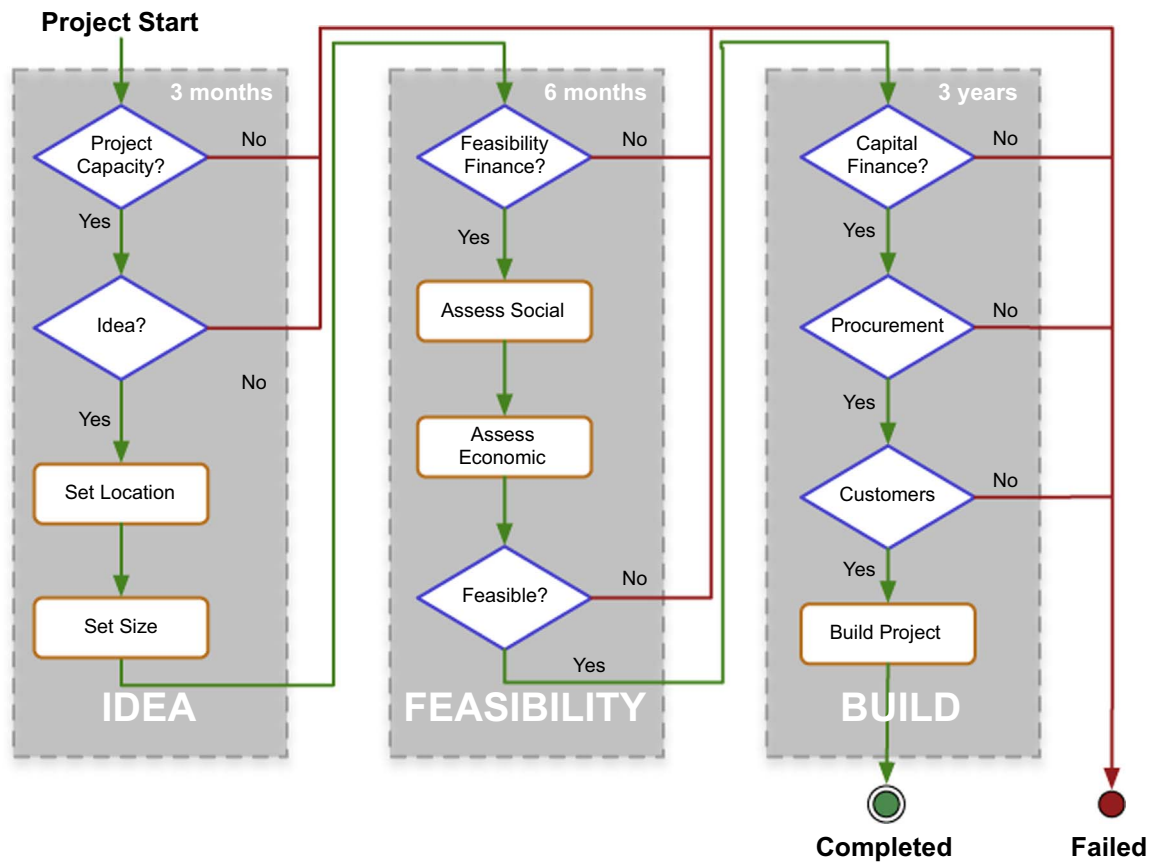 Project Start
3 months
Project
Capacity?
No
Yes
Idea?
No
Yes
Set Location
Set Size
IDEA
6 months
Feasibility
Finance?
No
Yes
Assess Social
Assess
Economic
Feasible?
No
Yes
FEASIBILITY
3 years
Capital
Finance?
No
Yes
Procurement
No
Yes
Customers
No
Yes
Build Project
BUILD
Completed
Failed